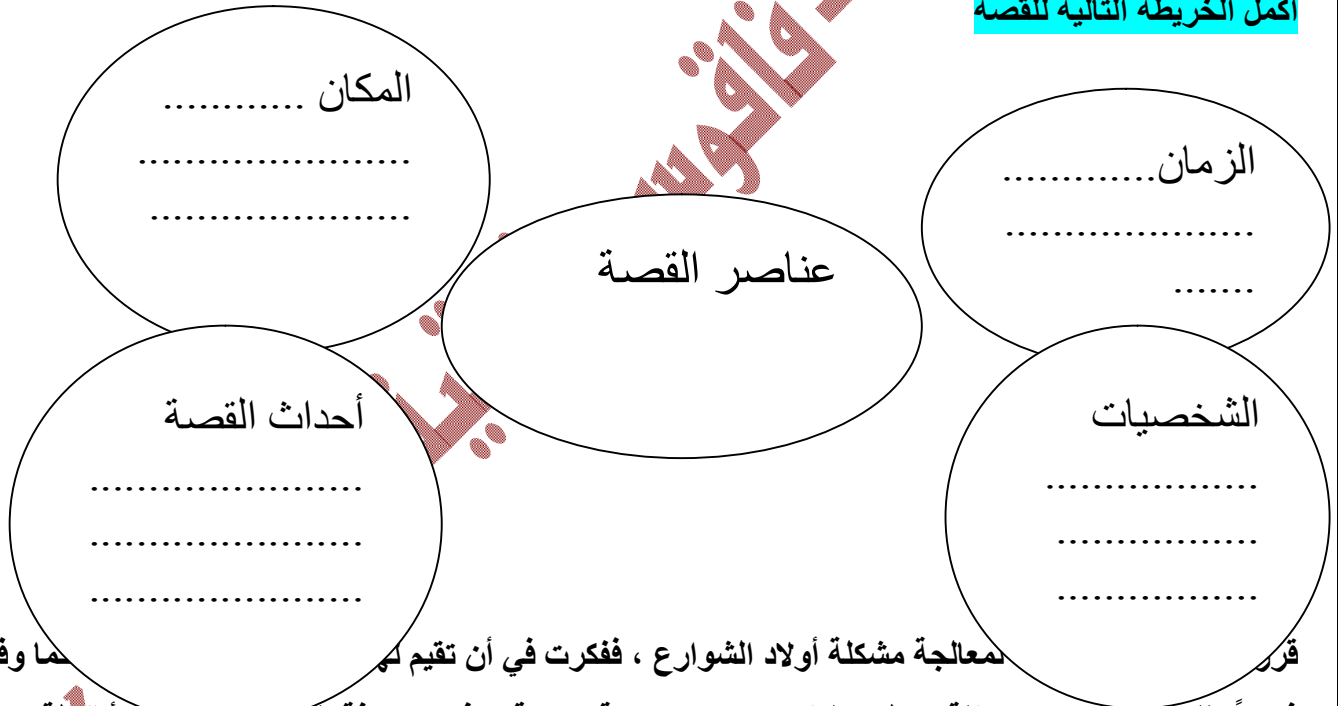 أكمل الخريطة التالية للقصة
المكان ............
.......................
......................
الزمان.............
.....................
.......
عناصر القصة
أحداث القصة
.......................
.......................
.......................
الشخصيات
..................
.................
.................
لمعالجة مشكلة أولاد الشوارع ، ففكرت في أن تقيم